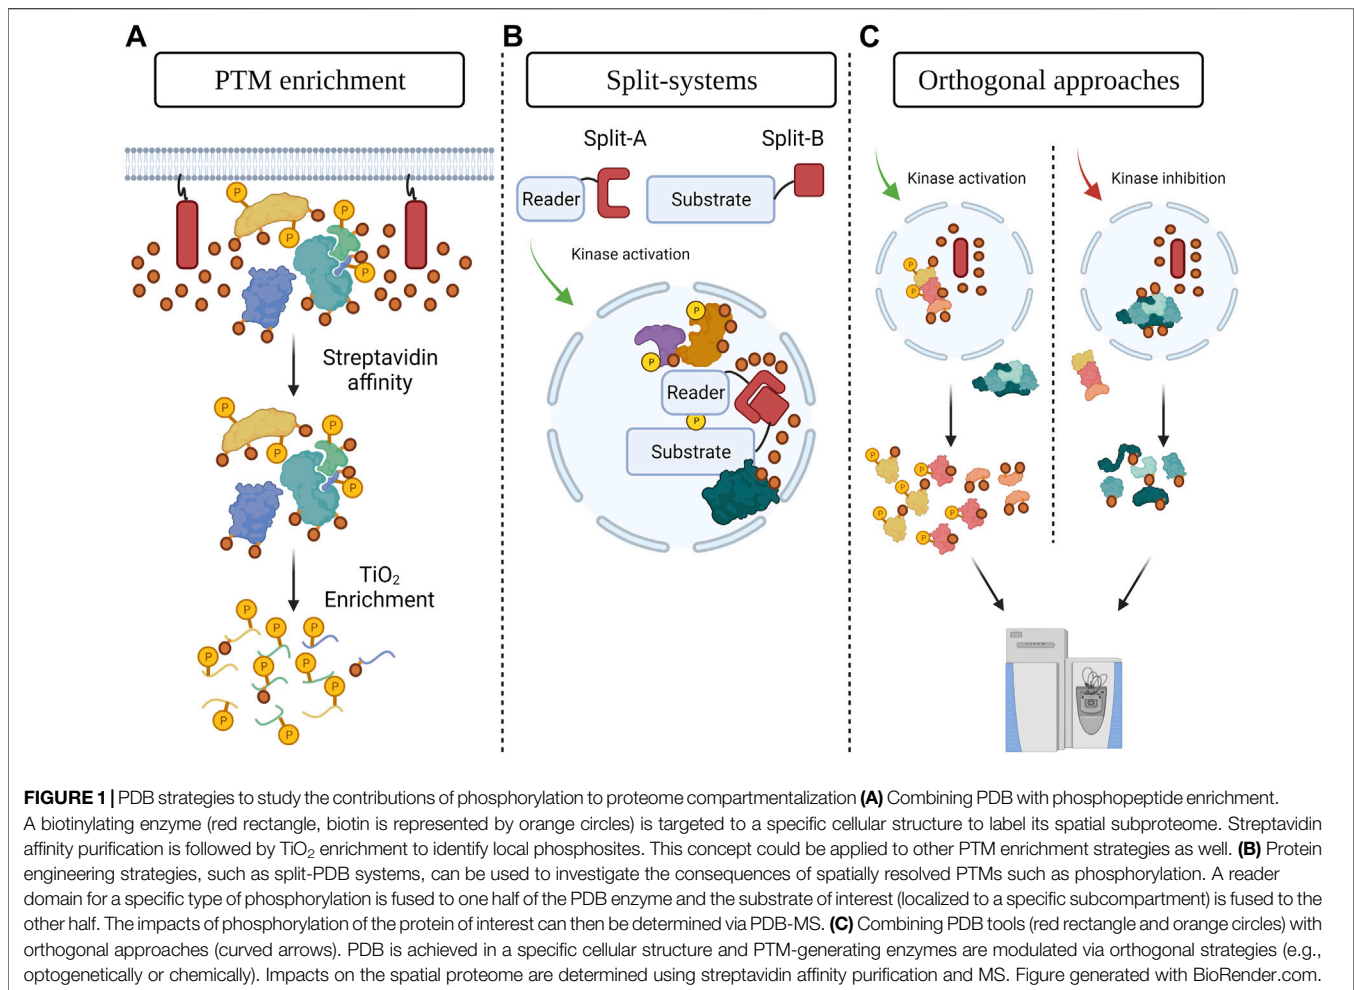 A
B
C
PTM enrichment
Split-systems
Orthogonal approaches
Split-A
Split-B
Reader
Substrate
Kinase activation
Kinase activation
Kinase inhibition
P
P
P
P
Streptavidin
affinity
P
P
P
P
TiO₂
Enrichment
P
P
P
P
P
P
P
P
P
P
P
P
Reader
P
Substrate
P
P
P
P
P
P
P
P
FIGURE 1 | PDB strategies to study the contributions of phosphorylation to proteome compartmentalization (A) Combining PDB with phosphopeptide enrichment.
A biotinylating enzyme (red rectangle, biotin is represented by orange circles) is targeted to a specific cellular structure to label its spatial subproteome. Streptavidin
affinity purification is followed by TiO₂ enrichment to identify local phosphosites. This concept could be applied to other PTM enrichment strategies as well. (B) Protein
engineering strategies, such as split-PDB systems, can be used to investigate the consequences of spatially resolved PTMs such as phosphorylation. A reader
domain for a specific type of phosphorylation is fused to one half of the PDB enzyme and the substrate of interest (localized to a specific subcompartment) is fused to the
other half. The impacts of phosphorylation of the protein of interest can then be determined via PDB-MS. (C) Combining PDB tools (red rectangle and orange circles) with
orthogonal approaches (curved arrows). PDB is achieved in a specific cellular structure and PTM-generating enzymes are modulated via orthogonal strategies (e.g.,
optogenetically or chemically). Impacts on the spatial proteome are determined using streptavidin affinity purification and MS. Figure generated with BioRender.com.